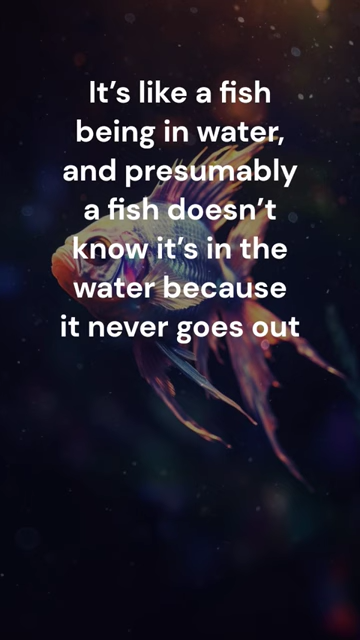 It’s like a fish
being in water,
and presumably
a fish doesn’t
know it’s in the
water because
it never goes out